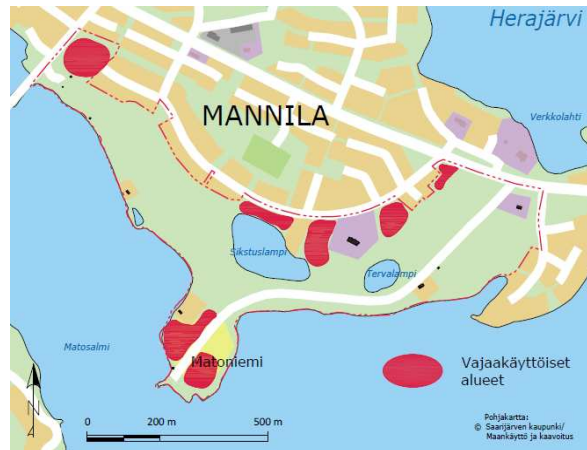 Herajärvi
MANNILA
Verkkolahti
Sikstuslampi
Tervalampi
Matosalmi
Matoniemi
Vajaakäyttöiset
alueet
N
0 200 m 500 m
Pohjakartta:
© Saarijärven kaupunki/
Maankäyttö ja kaavoitus